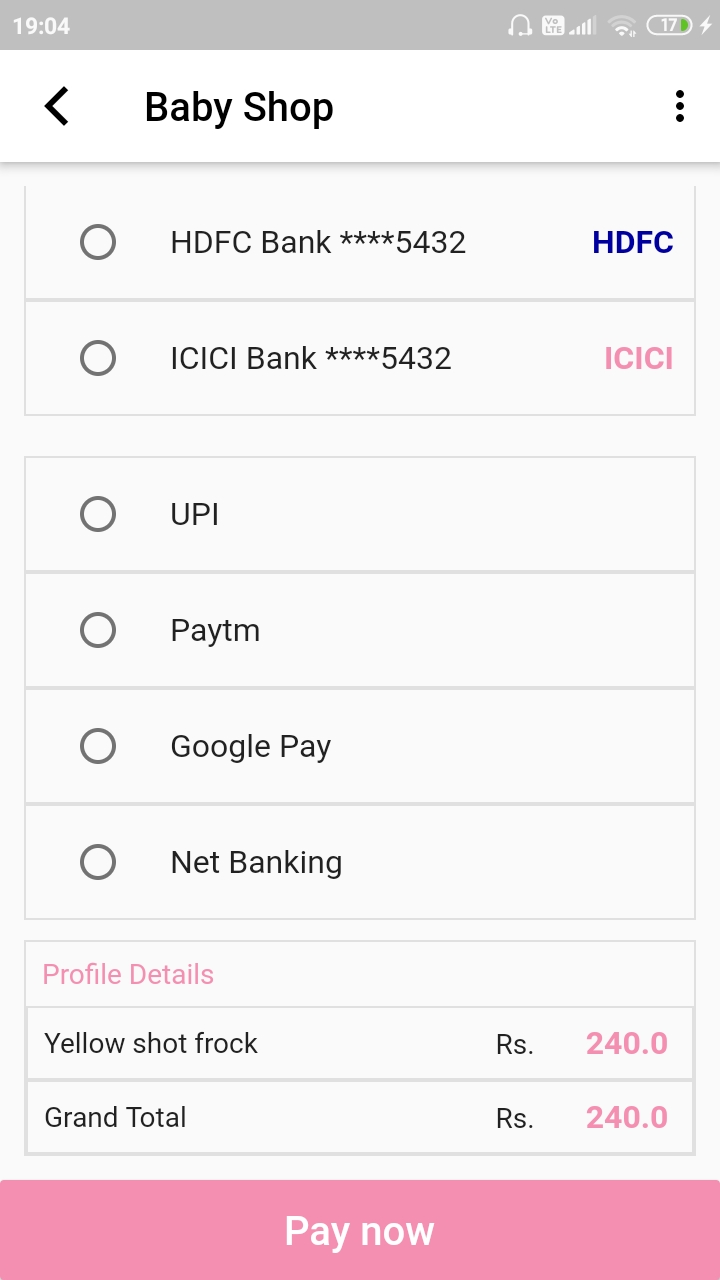 19:04
Vo LTE
17
Baby Shop
HDFC Bank ****5432 HDFC
ICICI Bank ****5432 ICICI
UPI
Paytm
Google Pay
Net Banking
Profile Details
Yellow shot frock Rs. 240.0
Grand Total Rs. 240.0
Pay now